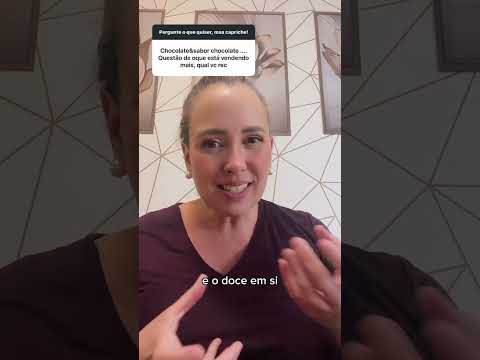 Pergunte o que quiser, mas capriche!
Chocolate&sabor chocolate ....
Questão de oque está vendendo
mais, qual vc rec
é o doce em si